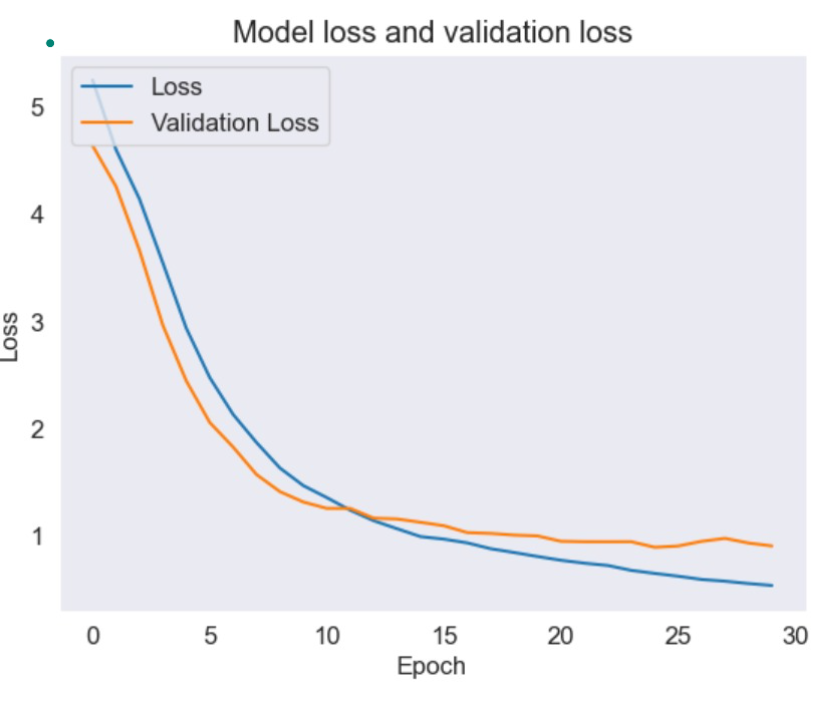 Model loss and validation loss
Loss
Validation Loss
5
4
3
2
1
Loss
0 5 10 15 20 25 30
Epoch